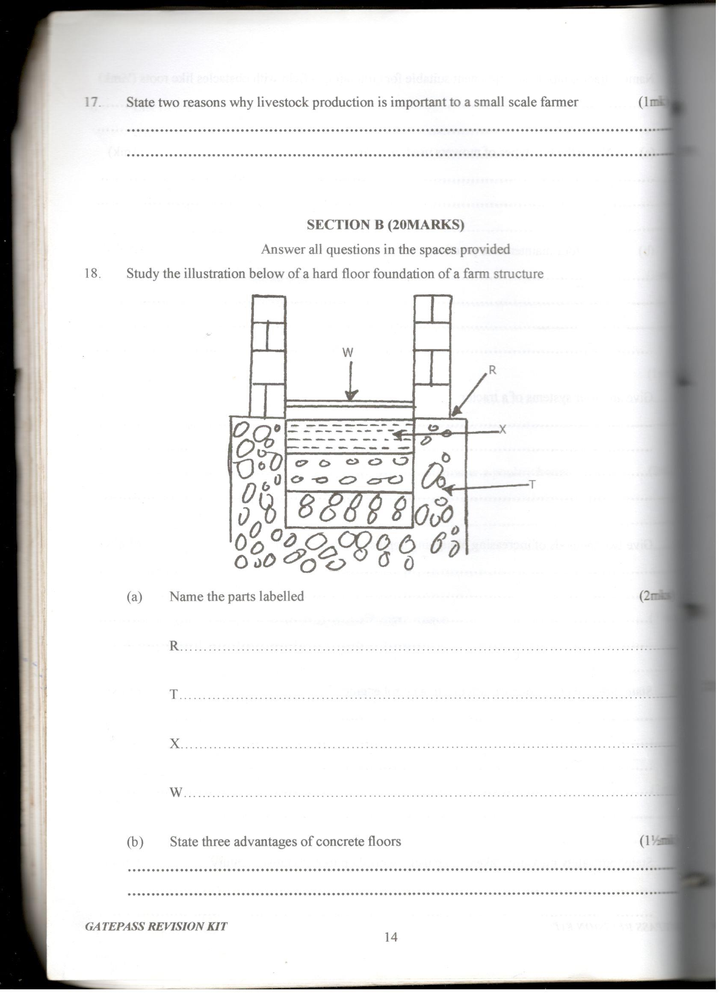 17. State two reasons why livestock production is important to a small scale farmer (1mk)
SECTION B (20MARKS)
Answer all questions in the spaces provided
18. Study the illustration below of a hard floor foundation of a farm structure
W
R
X
T
(a) Name the parts labelled (2mks)
R
T
X
W
(b) State three advantages of concrete floors (1½mk
GATEPASS REVISION KIT
14